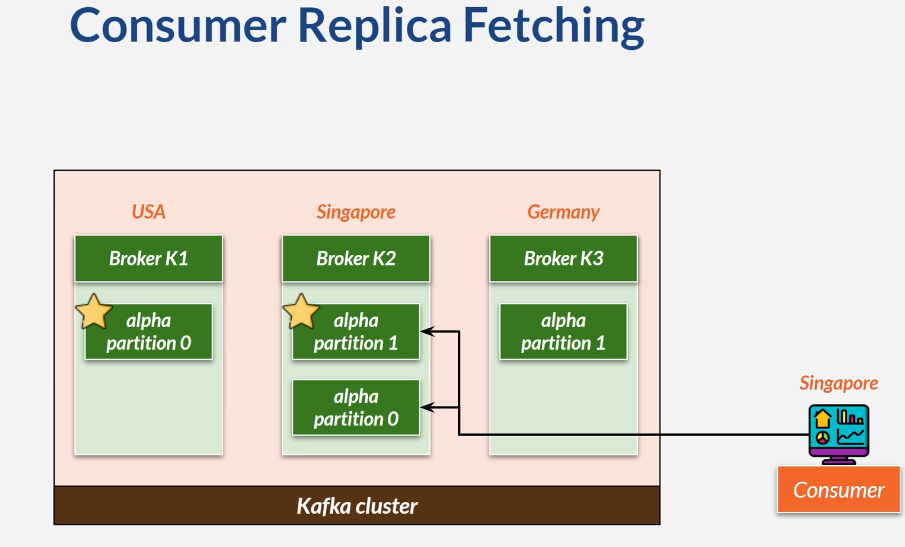 Consumer Replica Fetching
USA
Singapore
Germany
Broker K1
Broker K2
Broker K3
alpha
partition 0
alpha
partition 1
alpha
partition 1
alpha
partition 0
Singapore
Consumer
Kafka cluster